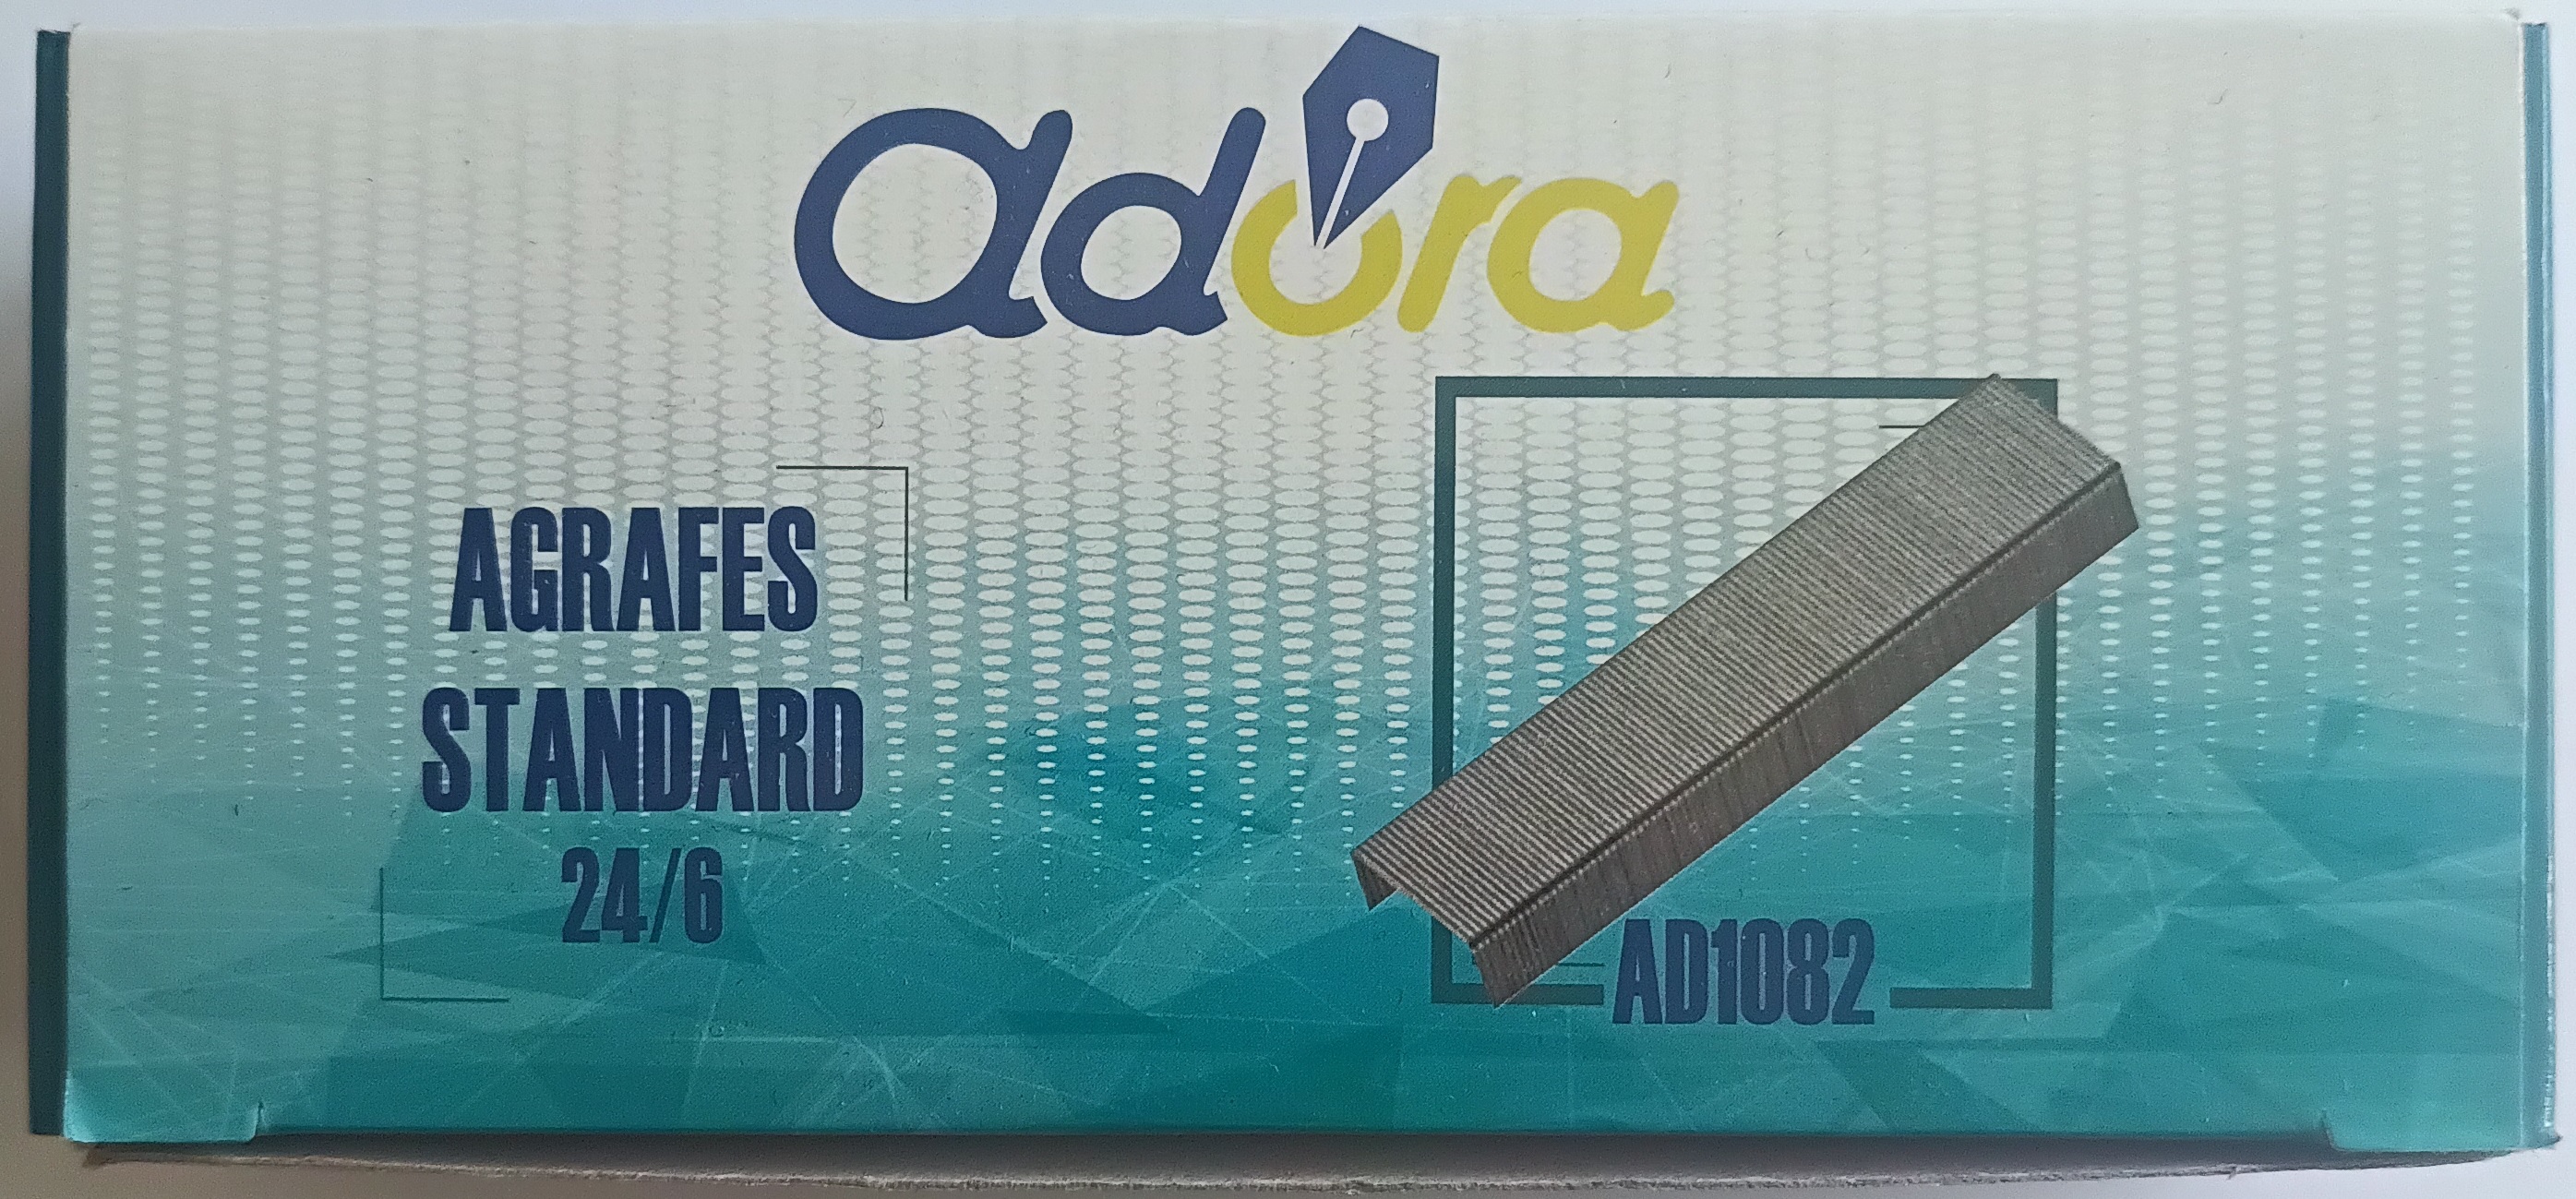 adora
AGRAFES
STANDARD
24/6
AD1082